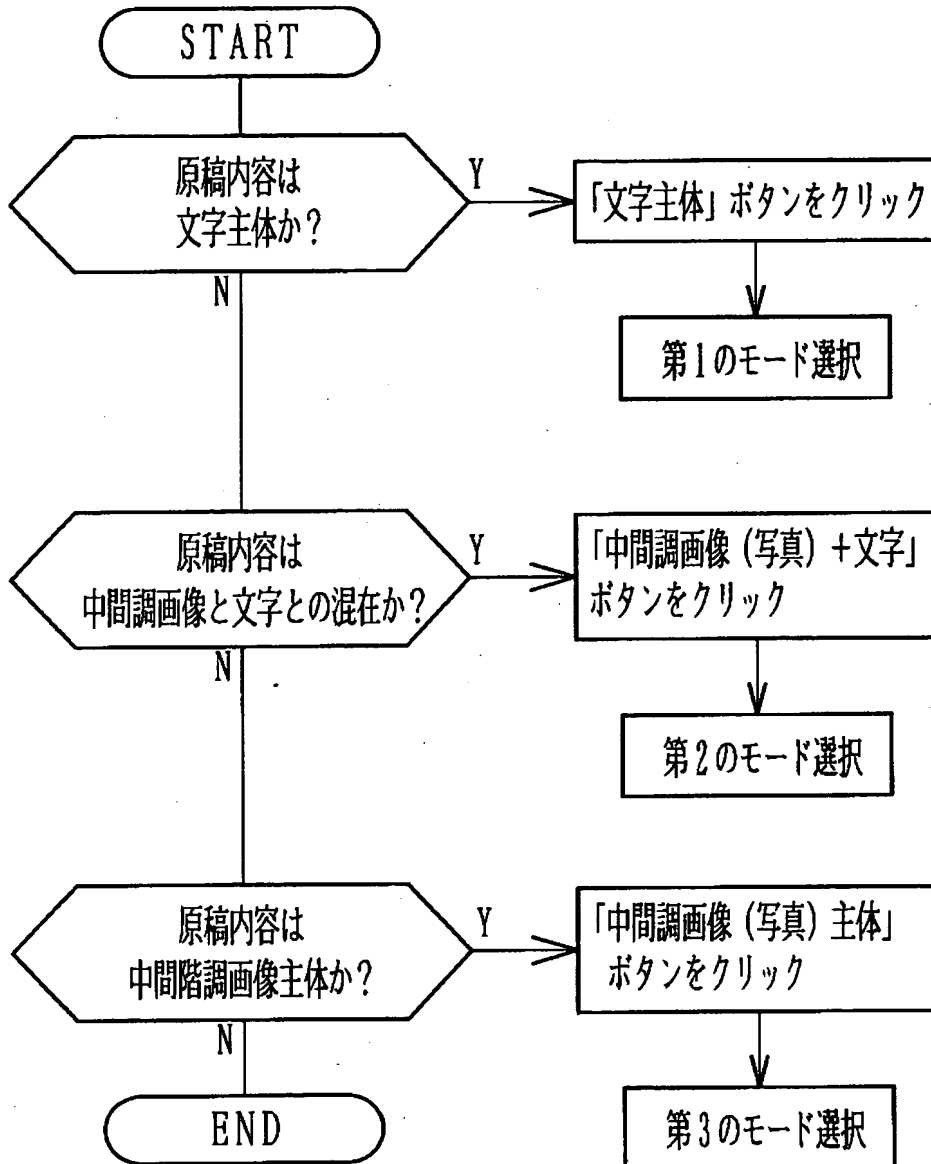 START
原稿内容は
文字主体か？
Y
「文字主体」ボタンをクリック
N
第1のモード選択
原稿内容は
中間調画像と文字との混在か？
Y
「中間調画像（写真）＋文字」
ボタンをクリック
N
第2のモード選択
原稿内容は
中間階調画像主体か？
Y
「中間調画像（写真）主体」
ボタンをクリック
N
END
第3のモード選択